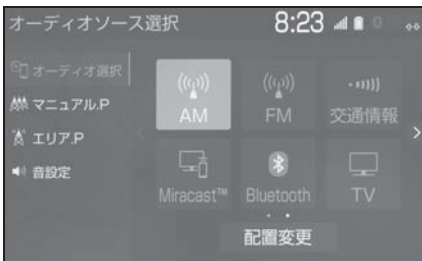 オーディオソース選択 8:23
オーディオ選択
マニュアル.P
エリア.P
音設定
AM FM 交通情報
Miracast™ Bluetooth TV
配置変更